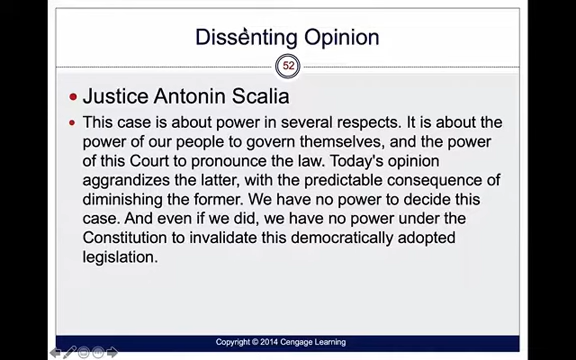 Dissenting Opinion
52
• Justice Antonin Scalia
• This case is about power in several respects. It is about the
power of our people to govern themselves, and the power
of this Court to pronounce the law. Today's opinion
aggrandizes the latter, with the predictable consequence of
diminishing the former. We have no power to decide this
case. And even if we did, we have no power under the
Constitution to invalidate this democratically adopted
legislation.
Copyright © 2014 Cengage Learning